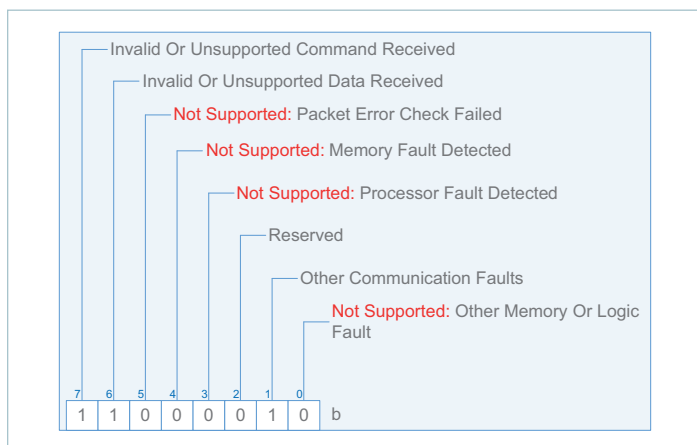 Invalid Or Unsupported Command Received
Invalid Or Unsupported Data Received
Not Supported: Packet Error Check Failed
Not Supported: Memory Fault Detected
Not Supported: Processor Fault Detected
Reserved
Other Communication Faults
Not Supported: Other Memory Or Logic
Fault
7 6 5 4 3 2 1 0
1 1 0 0 0 0 1 0 b